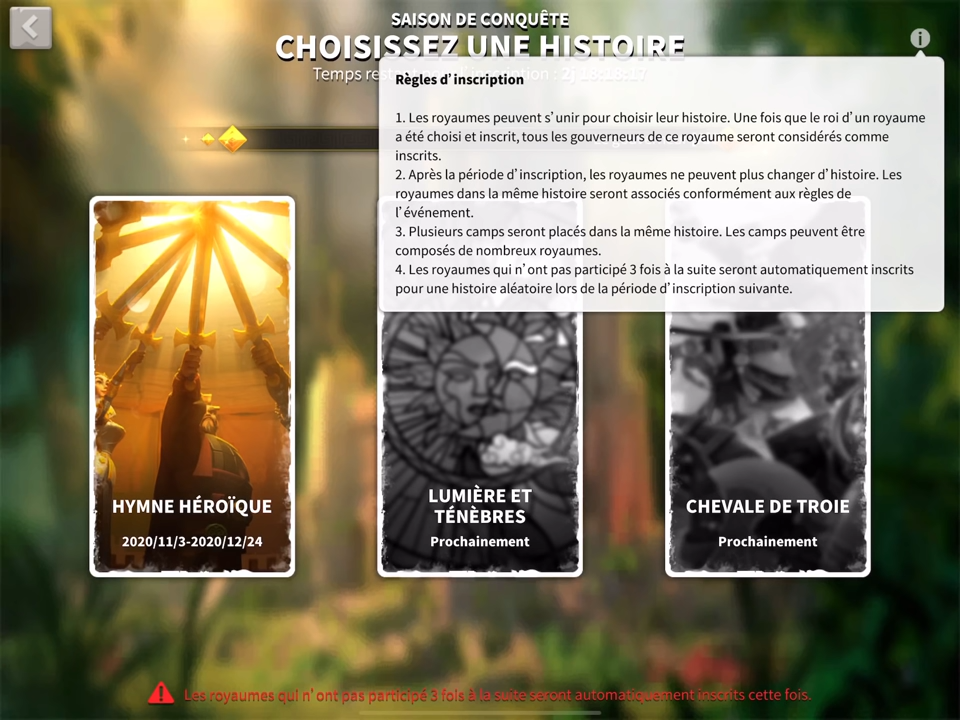 SAISON DE CONQUÊTE
CHOISISSEZ UNE HISTOIRE
Temps
Règles d'inscription
1. Les royaumes peuvent s'unir pour choisir leur histoire. Une fois que le roi d'un royaume
a été choisi et inscrit, tous les gouverneurs de ce royaume seront considérés comme
inscrits.
2. Après la période d'inscription, les royaumes ne peuvent plus changer d'histoire. Les
royaumes dans la même histoire seront associés conformément aux règles de
l'événement.
3. Plusieurs camps seront placés dans la même histoire. Les camps peuvent être
composés de nombreux royaumes.
4. Les royaumes qui n'ont pas participé 3 fois à la suite seront automatiquement inscrits
pour une histoire aléatoire lors de la période d'inscription suivante.
HYMNE HÉROÏQUE
2020/11/3-2020/12/24
LUMIÈRE ET
TÉNÈBRES
Prochainement
CHEVALE DE TROIE
Prochainement
Les royaumes qui n'ont pas participé 3 fois à la suite seront automatiquement inscrits cette fois.